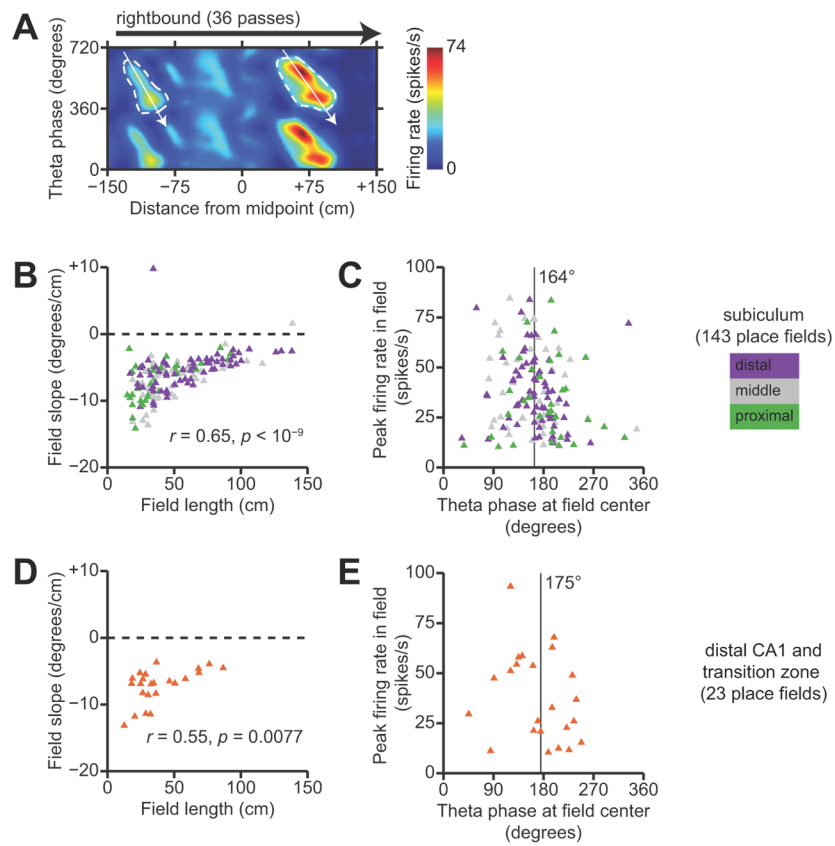 A
rightbound (36 passes)
Theta phase (degrees)
720
360
0
−150
−75
0
+75
+150
Distance from midpoint (cm)
Firing rate (spikes/s)
74
0
B
Field slope (degrees/cm)
+10
0
−10
−20
r = 0.65, p < 10⁻⁹
0
50
100
150
Field length (cm)
C
Peak firing rate in field
(spikes/s)
100
75
50
25
0
164°
0
90
180
270
360
Theta phase at field center
(degrees)
subiculum
(143 place fields)
distal
middle
proximal
D
Field slope (degrees/cm)
+10
0
−10
−20
r = 0.55, p = 0.0077
0
50
100
150
Field length (cm)
E
Peak firing rate in field
(spikes/s)
100
75
50
25
0
175°
0
90
180
270
360
Theta phase at field center
(degrees)
distal CA1 and
transition zone
(23 place fields)